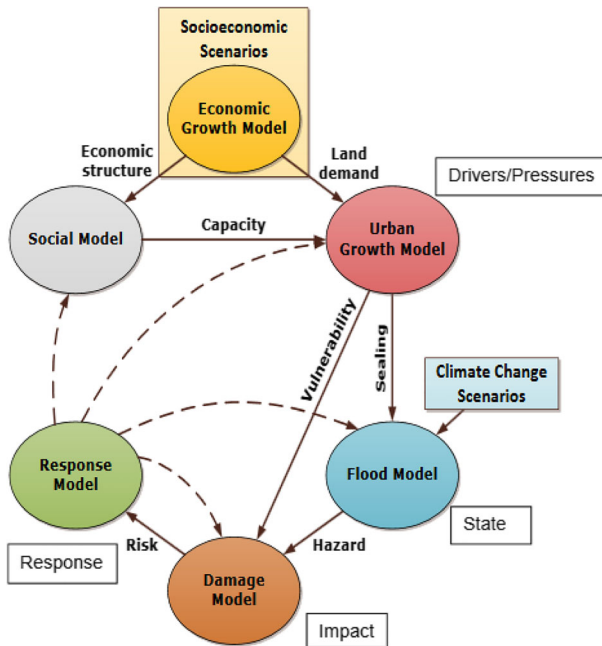 Socioeconomic
Scenarios
Economic
Growth Model
Economic
structure
Land
demand
Drivers/Pressures
Social Model
Capacity
Urban
Growth Model
Vulnerability
Sealing
Climate Change
Scenarios
Response
Model
Flood Model
State
Response
Risk
Hazard
Damage
Model
Impact